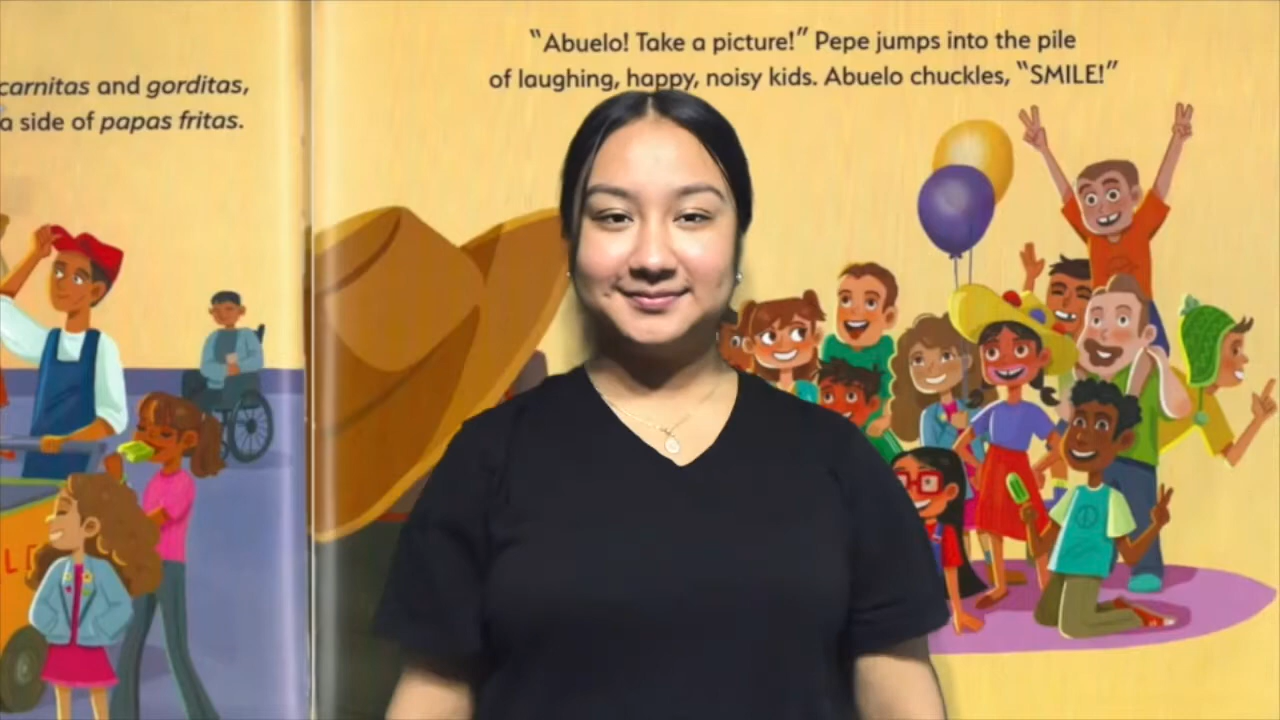 carnitas and gorditas,
a side of papas fritas.
“Abuelo! Take a picture!” Pepe jumps into the pile
of laughing, happy, noisy kids. Abuelo chuckles, “SMILE!”